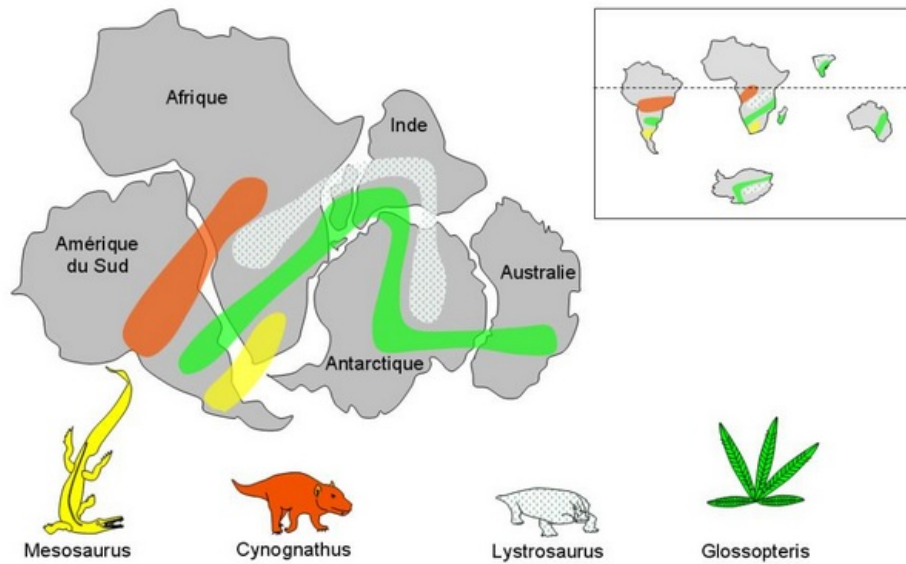 Afrique
Inde
Amérique
du Sud
Australie
Antarctique
Mesosaurus
Cynognathus
Lystrosaurus
Glossopteris